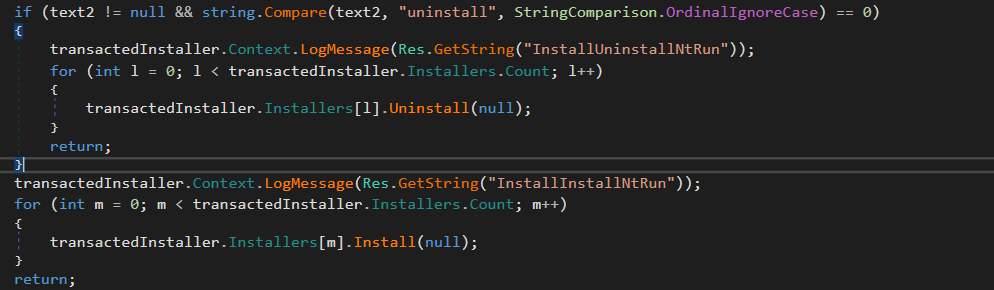 if (text2 != null && string.Compare(text2, "uninstall", StringComparison.OrdinalIgnoreCase) == 0)
{
transactedInstaller.Context.LogMessage(Res.GetString("InstallUninstallNtRun"));
for (int l = 0; l < transactedInstaller.Installers.Count; l++)
{
transactedInstaller.Installers[l].Uninstall(null);
}
return;
}
transactedInstaller.Context.LogMessage(Res.GetString("InstallInstallNtRun"));
for (int m = 0; m < transactedInstaller.Installers.Count; m++)
{
transactedInstaller.Installers[m].Install(null);
}
return;